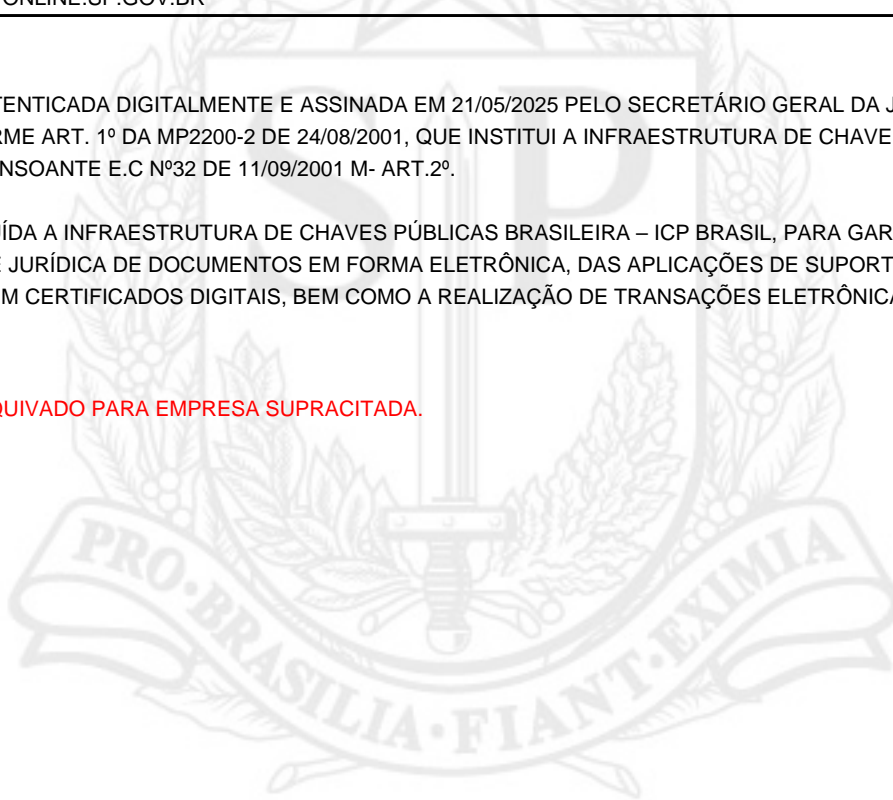 ONLINE.SP.GOV.BR
TENTICADA DIGITALMENTE E ASSINADA EM 21/05/2025 PELO SECRETÁRIO GERAL DA J
RME ART. 1º DA MP2200-2 DE 24/08/2001, QUE INSTITUI A INFRAESTRUTURA DE CHAVE
NSOANTE E.C Nº32 DE 11/09/2001 M- ART.2º.
ÍDA A INFRAESTRUTURA DE CHAVES PÚBLICAS BRASILEIRA – ICP BRASIL, PARA GAR
E JURÍDICA DE DOCUMENTOS EM FORMA ELETRÔNICA, DAS APLICAÇÕES DE SUPORT
M CERTIFICADOS DIGITAIS, BEM COMO A REALIZAÇÃO DE TRANSAÇÕES ELETRÔNICA
QUIVADO PARA EMPRESA SUPRACITADA.
SP
PRO·BRASILIA·FIANT·EXIMIA